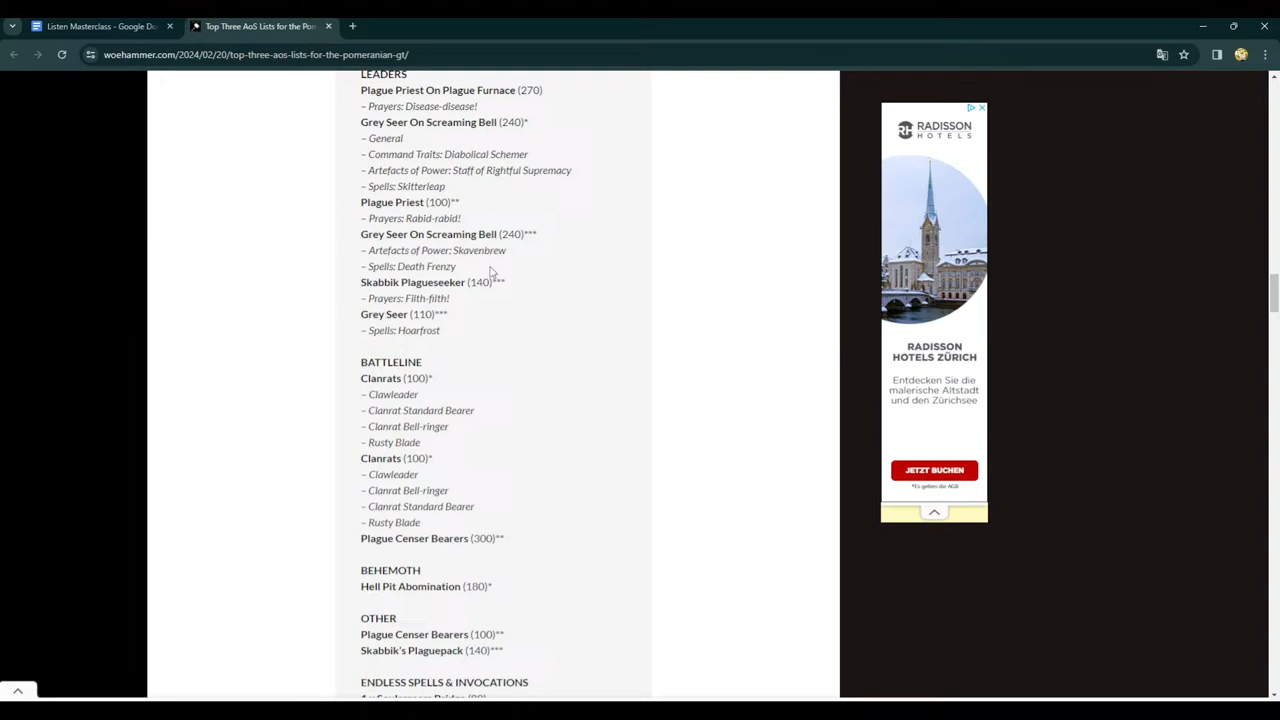 Listen Masterclass - Google Do
Top Three AoS Lists for the Pom
woehammer.com/2024/02/20/top-three-aos-lists-for-the-pomeranian-gt/
LEADERS
Plague Priest On Plague Furnace (270)
– Prayers: Disease-disease!
Grey Seer On Screaming Bell (240)*
– General
– Command Traits: Diabolical Schemer
– Artefacts of Power: Staff of Rightful Supremacy
– Spells: Skitterleap
Plague Priest (100)**
– Prayers: Rabid-rabid!
Grey Seer On Screaming Bell (240)***
– Artefacts of Power: Skavenbrew
– Spells: Death Frenzy
Skabbik Plagueseeker (140)***
– Prayers: Filth-filth!
Grey Seer (110)***
– Spells: Hoarfrost
BATTLELINE
Clanrats (100)*
– Clawleader
– Clanrat Standard Bearer
– Clanrat Bell-ringer
– Rusty Blade
Clanrats (100)*
– Clawleader
– Clanrat Bell-ringer
– Clanrat Standard Bearer
– Rusty Blade
Plague Censer Bearers (300)**
BEHEMOTH
Hell Pit Abomination (180)*
OTHER
Plague Censer Bearers (100)**
Skabbik's Plaguepack (140)***
ENDLESS SPELLS & INVOCATIONS
RH RADISSON
HOTELS
RADISSON
HOTELS ZÜRICH
Entdecken Sie die
malerische Altstadt
und den Zürichsee
JETZT BUCHEN
*Es gelten die AGB